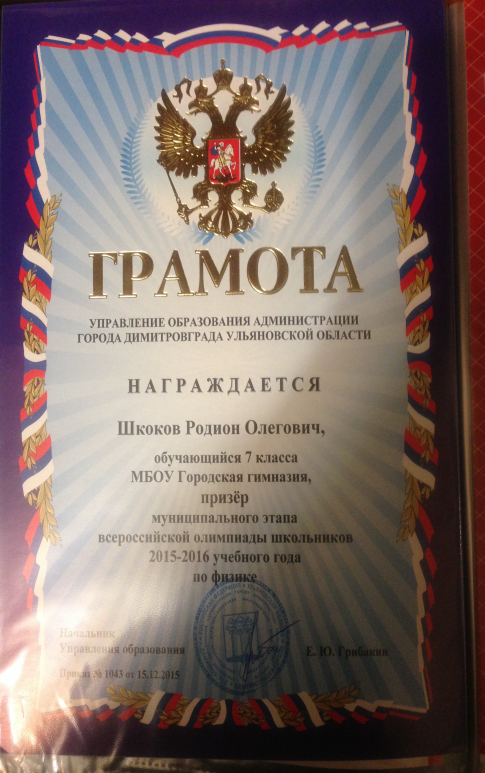 ГРАМОТА
УПРАВЛЕНИЕ ОБРАЗОВАНИЯ АДМИНИСТРАЦИИ
ГОРОДА ДИМИТРОВГРАДА УЛЬЯНОВСКОЙ ОБЛАСТИ
НАГРАЖДАЕТСЯ
Шкоков Родион Олегович,
обучающийся 7 класса
МБОУ Городская гимназия,
призёр
муниципального этапа
всероссийской олимпиады школьников
2015-2016 учебного года
по физике
Начальник
Управления образования
Е. Ю. Грибакин
Приказ № 1043 от 15.12.2015